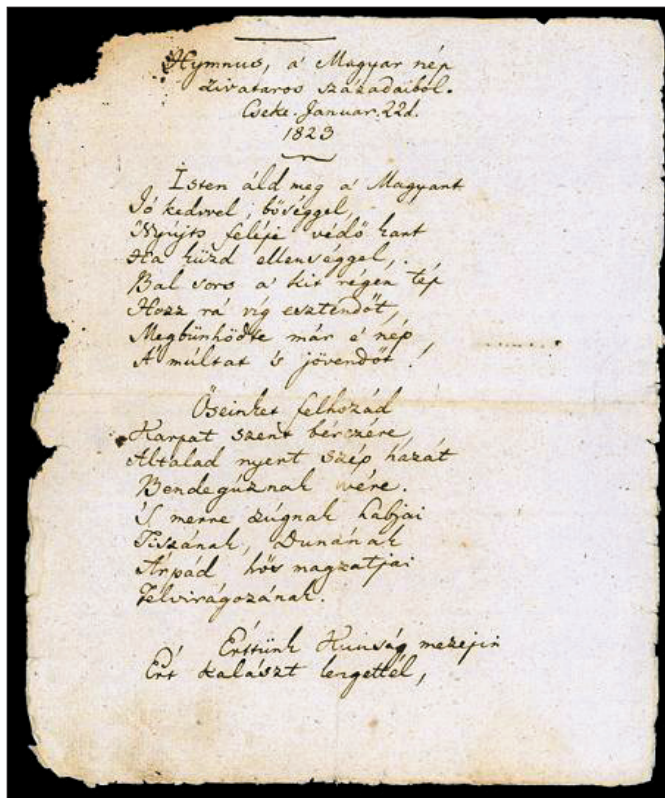 Hymnus, a' Magyar nép
zivataros századaiból.
Cseke. Januar. 22d.
1823
Isten áld meg a' Magyart
Jó kedvvel, bőséggel,
Nyújts feléje védő kart
Ha küzd ellenséggel,
Bal sors a' kit régen tép
Hozz rá víg esztendőt,
Megbűnhődte már e' nép
A' múltat 's jövendőt!
Őseinket felhozád
Kárpát szent bérczére
Általad nyert szép hazát
Bendegúznak vére.
'S merre zúgnak habjai
Tiszának, Dunának
Árpád hős magzatjai
Felvirágozának.
Értünk Kunság mezejin
Ért kalászt lengettél,